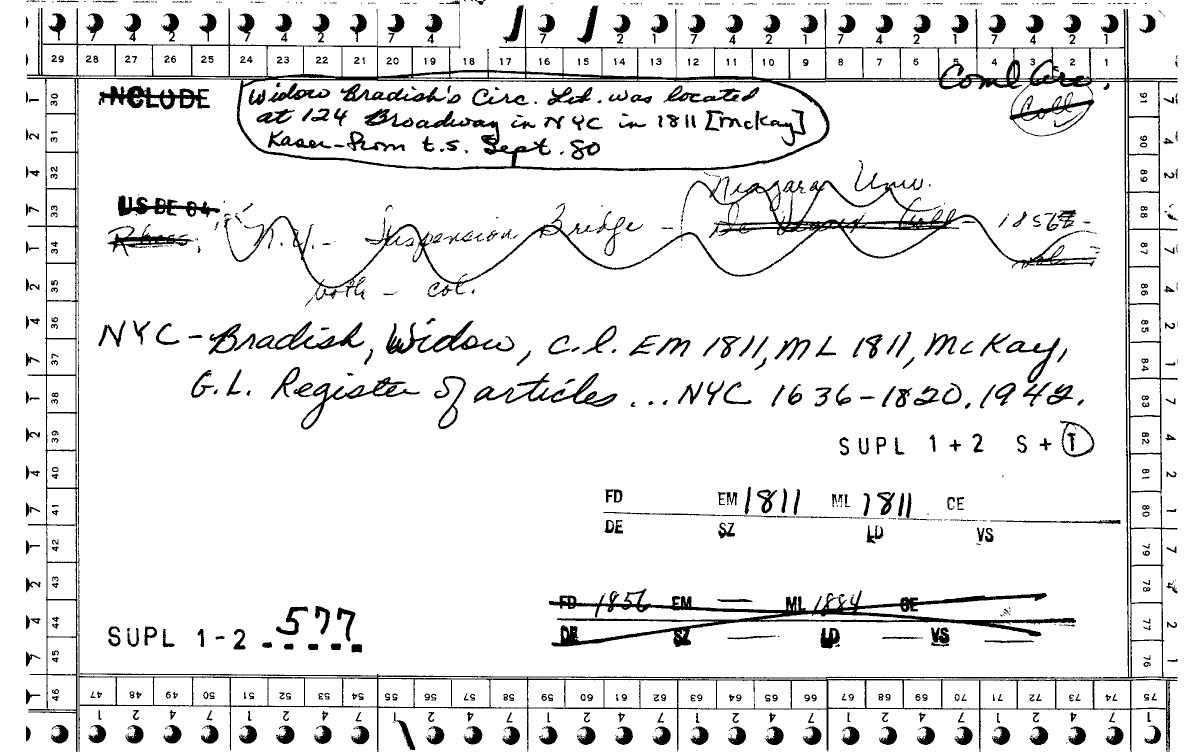 7 4 2 1 7 4 2 1 7 4 7 2 1 7 4 2 1 7 4 2 1
29 28 27 26 25 24 23 22 21 20 19 18 17 16 15 14 13 12 11 10 9 8 7 6 5 4 3 2 1
Coml Circ.
Coll
INCLUDE
Widow Bradish's Circ. Lib. was located
at 124 Broadway in NYC in 1811 [McKay]
Kaser-from t.s. Sept. 80
Niagara Univ.
USBE 84
Rhees, N.Y. - Suspension Bridge - Coll - 1856
both - col.
NYC - Bradish, Widow, c.l. EM 1811, ML 1811, McKay,
G.L. Register of articles ... NYC 1636-1820. 1942.
SUPL 1 + 2 S + T
FD EM 1811 ML 1811 CE
DE SZ LD VS
FD 1856 EM — ML 1884 CE
DE SZ — LD — VS —
SUPL 1-2 577
30 31 32 33 34 35 36 37 38 39 40 41 42 43 44 45 46
91 90 89 88 87 86 85 84 83 82 81 80 79 78 77 76
47 48 49 50 51 52 53 54 55 56 57 58 59 60 61 62 63 64 65 66 67 68 69 70 71 72 73 74 75
1 2 4 7 1 2 4 7 1 2 4 7 1 2 4 7 1 2 4 7 1 2 4 7 1 2 4 7 1